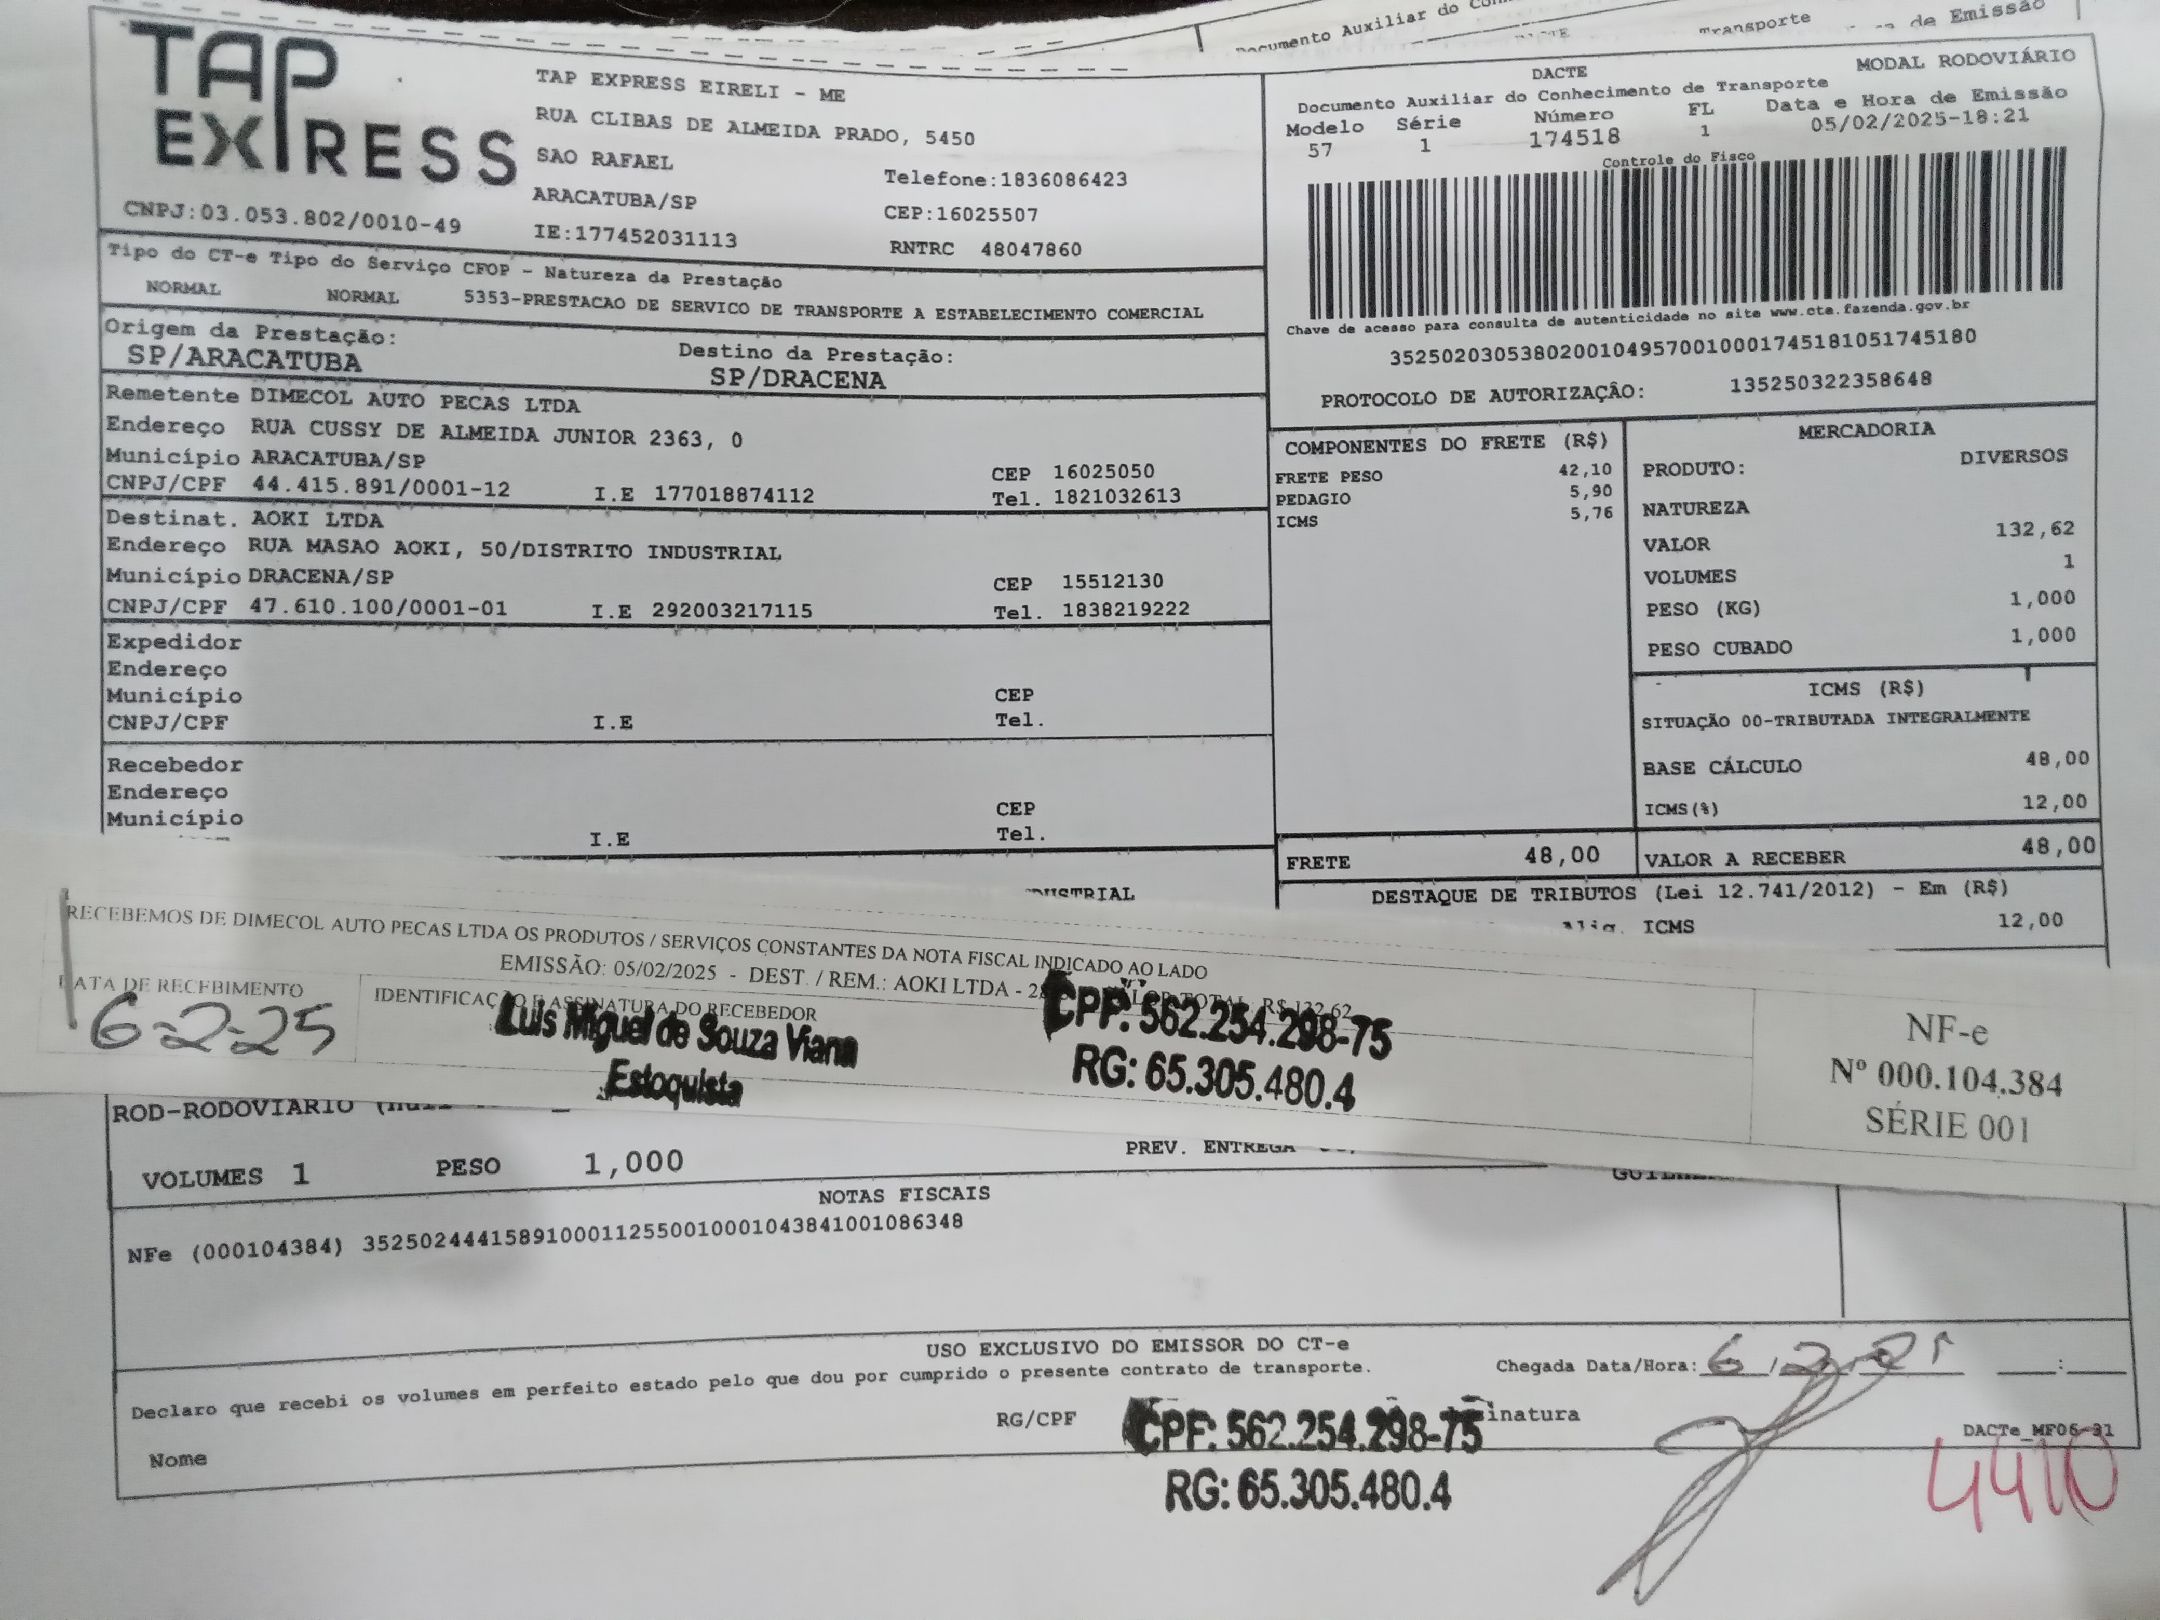 Documento Auxiliar do
Transporte
de Emissão
TAP
EXPRESS
TAP EXPRESS EIRELI - ME
RUA CLIBAS DE ALMEIDA PRADO, 5450
SAO RAFAEL
Telefone:1836086423
ARACATUBA/SP
CEP:16025507
CNPJ:03.053.802/0010-49
IE:177452031113
RNTRC 48047860
DACTE
MODAL RODOVIÁRIO
Documento Auxiliar do Conhecimento de Transporte
Modelo Série Número FL Data e Hora de Emissão
57 1 174518 1 05/02/2025-18:21
Controle do Fisco
Chave de acesso para consulta de autenticidade no site www.cte.fazenda.gov.br
35250203053802001049570010001745181051745180
PROTOCOLO DE AUTORIZAÇÃO: 135250322358648
Tipo do CT-e Tipo do Serviço CFOP - Natureza da Prestação
NORMAL NORMAL 5353-PRESTACAO DE SERVICO DE TRANSPORTE A ESTABELECIMENTO COMERCIAL
Origem da Prestação:
SP/ARACATUBA
Destino da Prestação:
SP/DRACENA
Remetente DIMECOL AUTO PECAS LTDA
Endereço RUA CUSSY DE ALMEIDA JUNIOR 2363, 0
Município ARACATUBA/SP CEP 16025050
CNPJ/CPF 44.415.891/0001-12 I.E 177018874112 Tel. 1821032613
Destinat. AOKI LTDA
Endereço RUA MASAO AOKI, 50/DISTRITO INDUSTRIAL
Município DRACENA/SP CEP 15512130
CNPJ/CPF 47.610.100/0001-01 I.E 292003217115 Tel. 1838219222
Expedidor
Endereço
Município CEP
CNPJ/CPF I.E Tel.
Recebedor
Endereço
Município CEP
I.E Tel.
COMPONENTES DO FRETE (R$)
FRETE PESO 42,10
PEDAGIO 5,90
ICMS 5,76
MERCADORIA
PRODUTO: DIVERSOS
NATUREZA
VALOR 132,62
VOLUMES 1
PESO (KG) 1,000
PESO CUBADO 1,000
ICMS (R$)
SITUAÇÃO 00-TRIBUTADA INTEGRALMENTE
BASE CÁLCULO 48,00
ICMS(%) 12,00
FRETE 48,00 VALOR A RECEBER 48,00
DESTAQUE DE TRIBUTOS (Lei 12.741/2012) - Em (R$)
ICMS 12,00
RECEBEMOS DE DIMECOL AUTO PECAS LTDA OS PRODUTOS / SERVIÇOS CONSTANTES DA NOTA FISCAL INDICADO AO LADO
EMISSÃO: 05/02/2025 - DEST. / REM.: AOKI LTDA - VALOR TOTAL R$ 132,62
DATA DE RECEBIMENTO
6-2-25
IDENTIFICAÇÃO E ASSINATURA DO RECEBEDOR
Luis Miguel de Souza Viana
Estoquista
CPF: 562.254.298-75
RG: 65.305.480.4
NF-e
Nº 000.104.384
SÉRIE 001
ROD-RODOVIARIO
PREV. ENTREGA
VOLUMES 1 PESO 1,000
NOTAS FISCAIS
NFe (000104384) 35250244415891000112550010001043841001086348
USO EXCLUSIVO DO EMISSOR DO CT-e
Declaro que recebi os volumes em perfeito estado pelo que dou por cumprido o presente contrato de transporte.
Chegada Data/Hora: 6/2/25 __:__
Nome
RG/CPF
CPF: 562.254.298-75
RG: 65.305.480.4
DACTe_MF06-01
4410